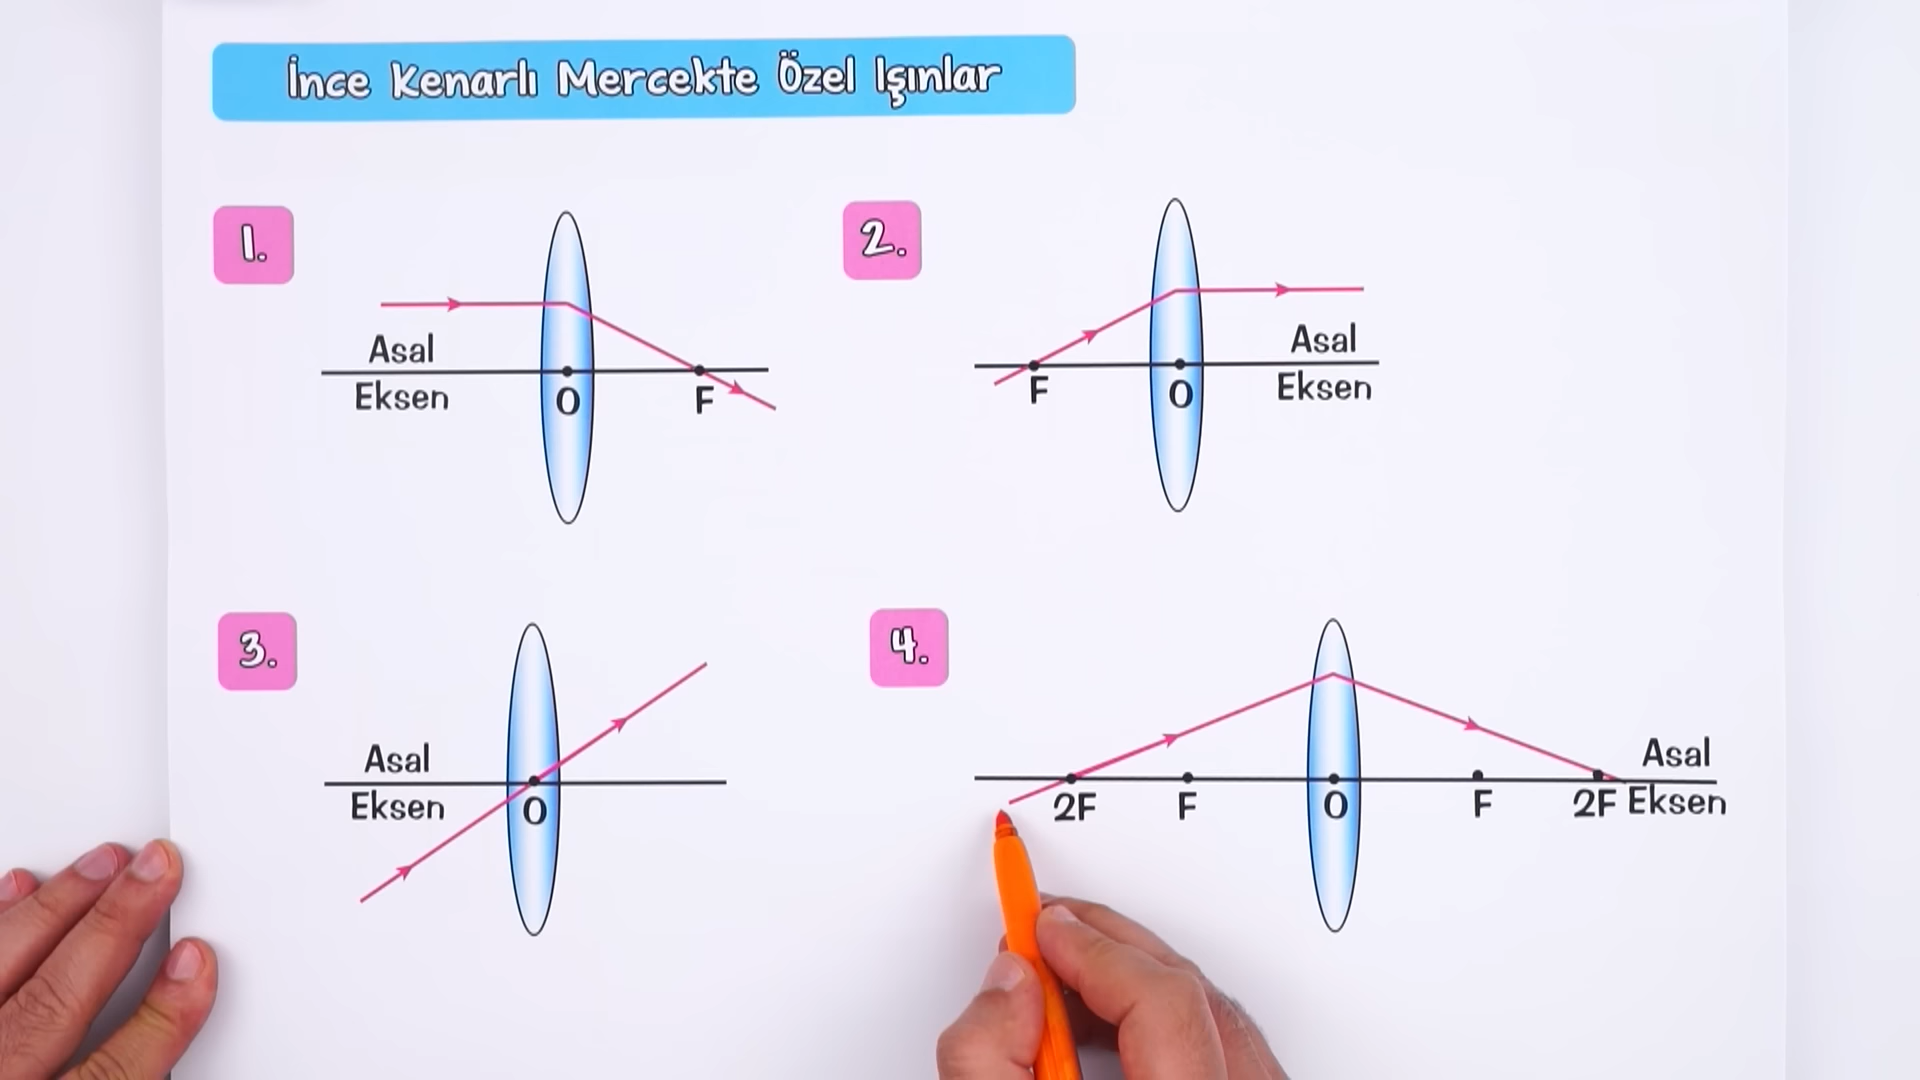 İnce Kenarlı Mercekte Özel Işınlar
1.
Asal
Eksen
O
F
2.
F
O
Asal
Eksen
3.
Asal
Eksen
O
4.
2F
F
O
F
2F
Asal
Eksen